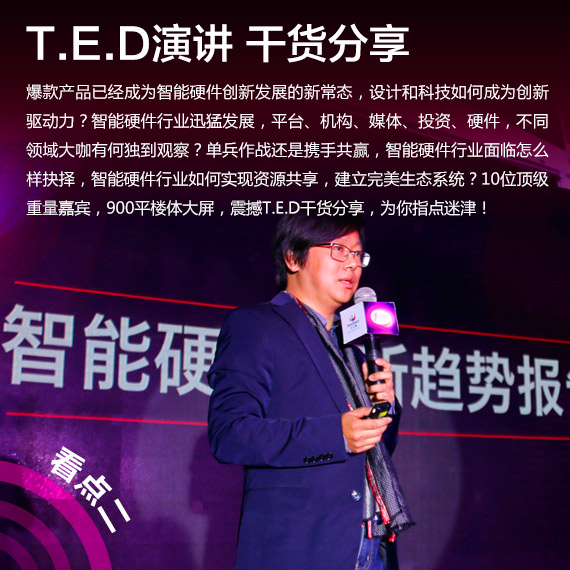 T.E.D演讲 干货分享
爆款产品已经成为智能硬件创新发展的新常态，设计和科技如何成为创新
驱动力？智能硬件行业迅猛发展，平台、机构、媒体、投资、硬件，不同
领域大咖有何独到观察？单兵作战还是携手共赢，智能硬件行业面临怎么
样抉择，智能硬件行业如何实现资源共享，建立完美生态系统？10位顶级
重量嘉宾，900平楼体大屏，震撼T.E.D干货分享，为你指点迷津！
智能硬 新趋势报告
看点二